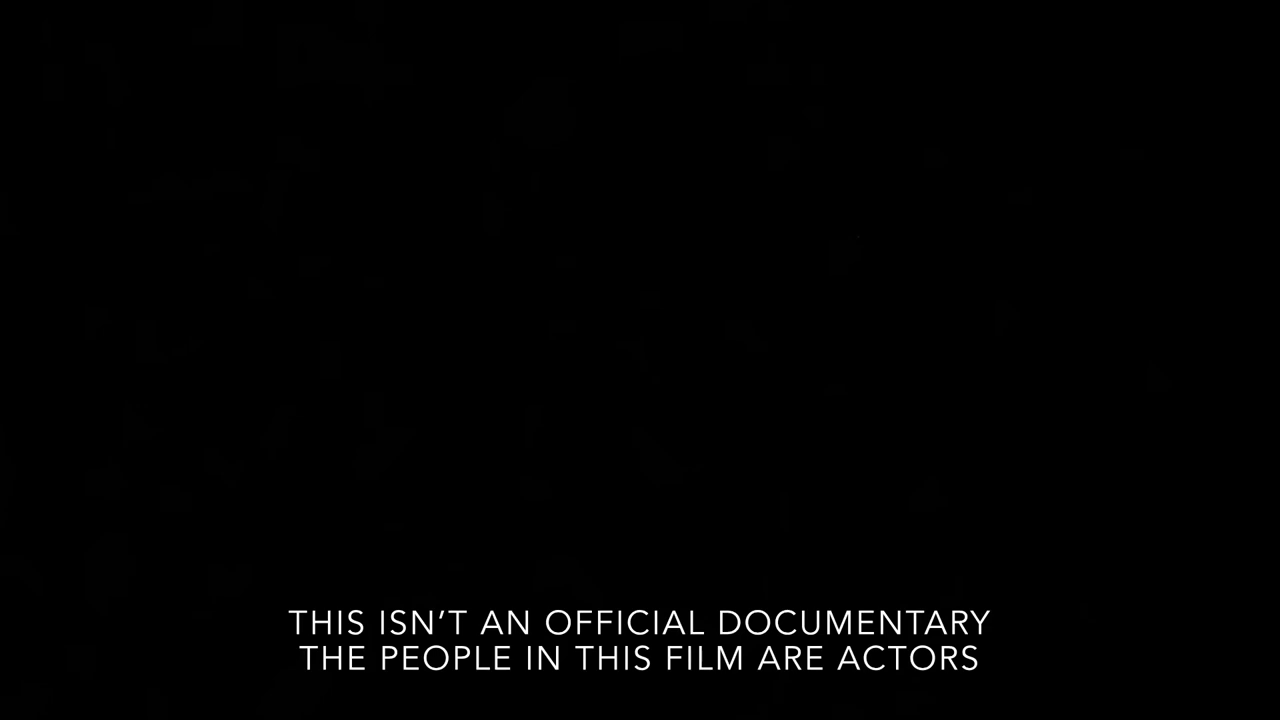 THIS ISN’T AN OFFICIAL DOCUMENTARY
THE PEOPLE IN THIS FILM ARE ACTORS